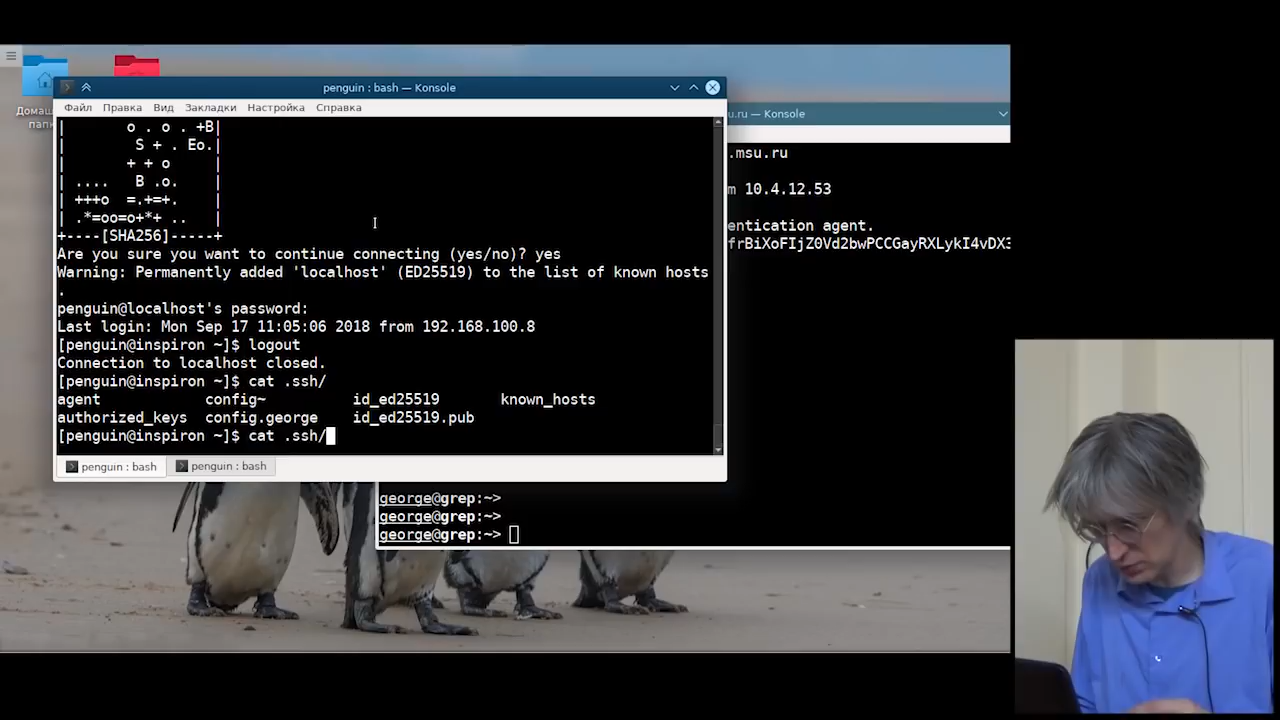 Домаш
папк
penguin : bash — Konsole
Файл Правка Вид Закладки Настройка Справка
| o . o . +B|
| S + . Eo.|
| + + o |
| .... B .o. |
| +++o =.+=+. |
| .*=oo=o+*+ .. |
+----[SHA256]-----+
Are you sure you want to continue connecting (yes/no)? yes
Warning: Permanently added 'localhost' (ED25519) to the list of known hosts
.
penguin@localhost's password:
Last login: Mon Sep 17 11:05:06 2018 from 192.168.100.8
[penguin@inspiron ~]$ logout
Connection to localhost closed.
[penguin@inspiron ~]$ cat .ssh/
agent config~ id_ed25519 known_hosts
authorized_keys config.george id_ed25519.pub
[penguin@inspiron ~]$ cat .ssh/
penguin : bash penguin : bash
u.ru — Konsole
.msu.ru
m 10.4.12.53
entication agent.
frBiXoFIjZ0Vd2bwPCCGayRXLykI4vDX3
george@grep:~>
george@grep:~>
george@grep:~>